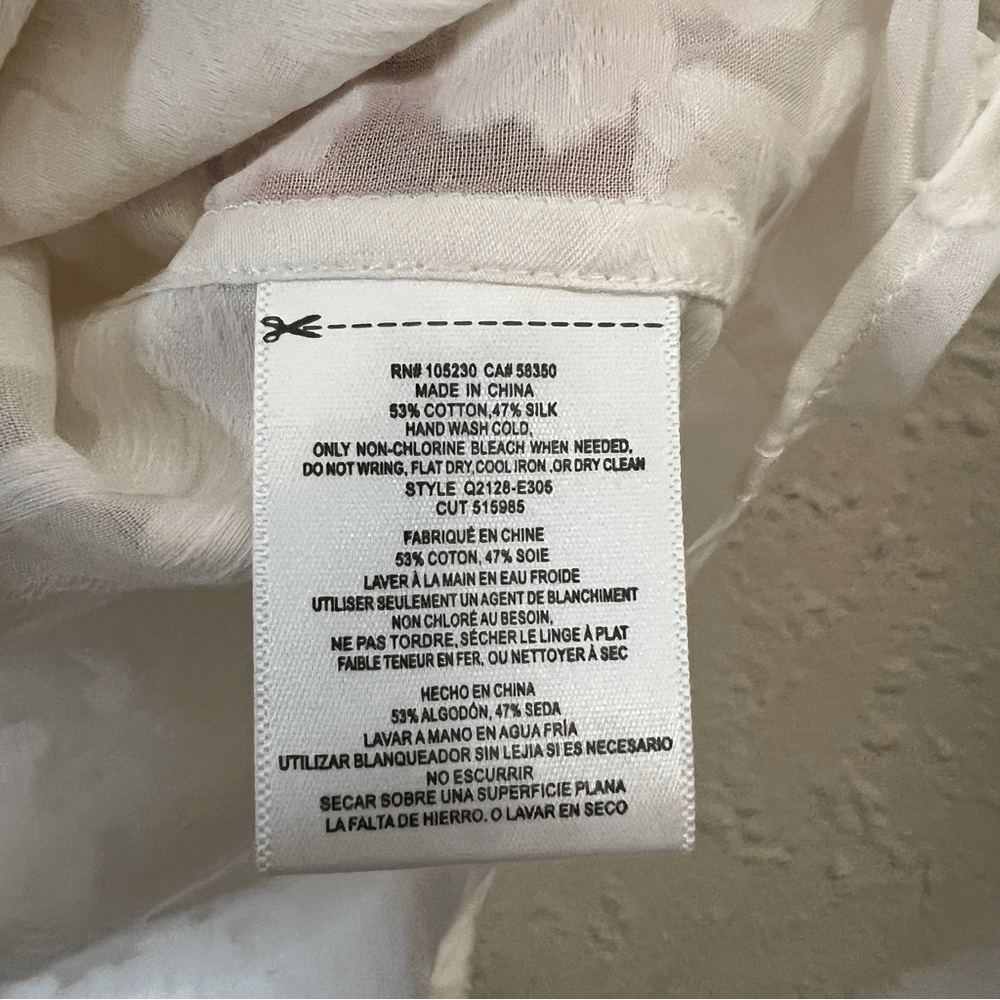 RN# 105230 CA# 58350
MADE IN CHINA
53% COTTON,47% SILK
HAND WASH COLD,
ONLY NON-CHLORINE BLEACH WHEN NEEDED,
DO NOT WRING, FLAT DRY,COOL IRON ,OR DRY CLEAN
STYLE Q2128-E305
CUT 515985
FABRIQUÉ EN CHINE
53% COTON, 47% SOIE
LAVER À LA MAIN EN EAU FROIDE
UTILISER SEULEMENT UN AGENT DE BLANCHIMENT
NON CHLORÉ AU BESOIN,
NE PAS TORDRE, SÉCHER LE LINGE À PLAT
FAIBLE TENEUR EN FER, OU NETTOYER À SEC
HECHO EN CHINA
53% ALGODÓN, 47% SEDA
LAVAR A MANO EN AGUA FRÍA
UTILIZAR BLANQUEADOR SIN LEJIA SI ES NECESARIO
NO ESCURRIR
SECAR SOBRE UNA SUPERFICIE PLANA
LA FALTA DE HIERRO. O LAVAR EN SECO